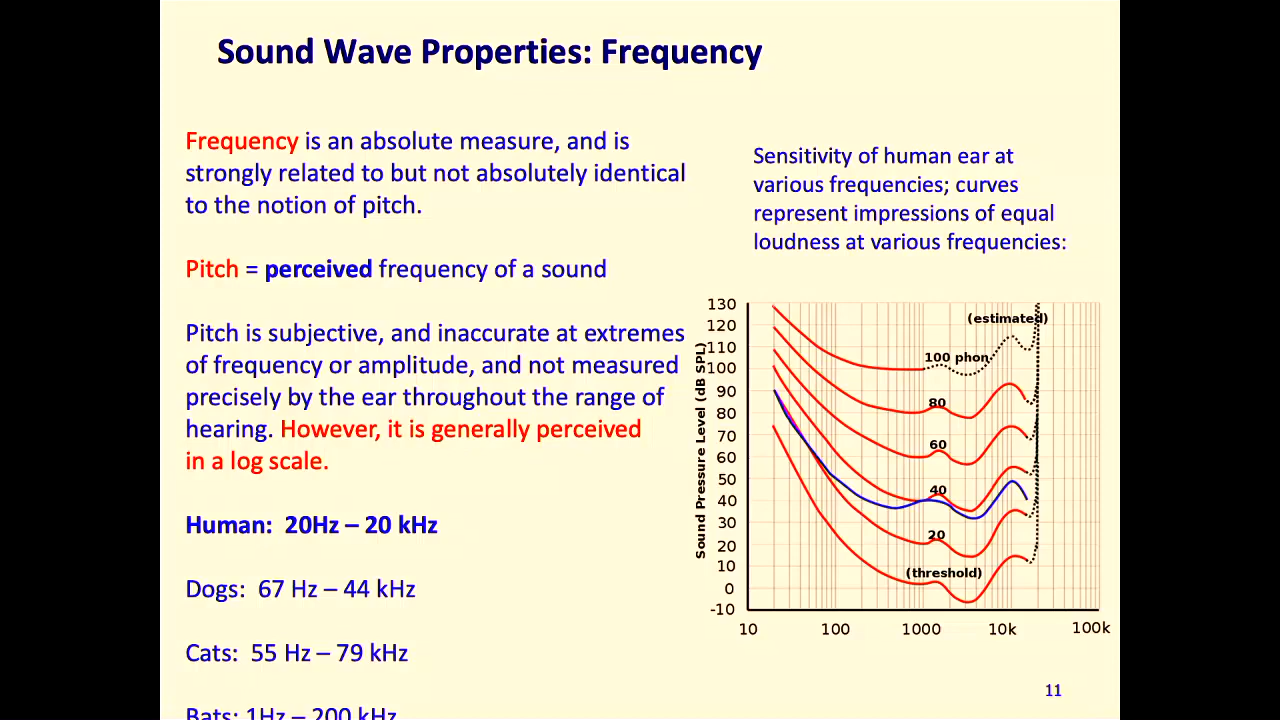 Sound Wave Properties: Frequency
Frequency is an absolute measure, and is
strongly related to but not absolutely identical
to the notion of pitch.
Pitch = perceived frequency of a sound
Pitch is subjective, and inaccurate at extremes
of frequency or amplitude, and not measured
precisely by the ear throughout the range of
hearing. However, it is generally perceived
in a log scale.
Human: 20Hz – 20 kHz
Dogs: 67 Hz – 44 kHz
Cats: 55 Hz – 79 kHz
Bats: 1Hz – 200 kHz
Sensitivity of human ear at
various frequencies; curves
represent impressions of equal
loudness at various frequencies:
Sound Pressure Level (dB SPL)
130
120
110
100
90
80
70
60
50
40
30
20
10
0
-10
(estimated)
100 phon
80
60
40
20
(threshold)
10 100 1000 10k 100k
11